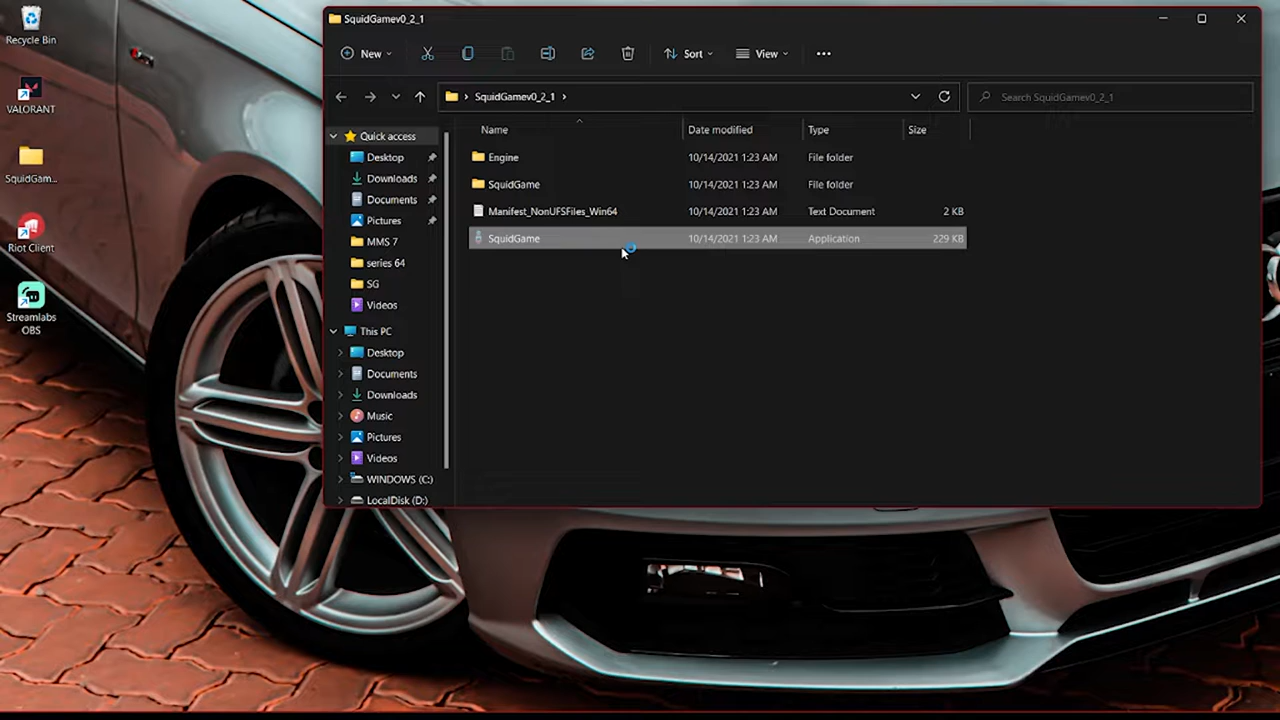 SquidGamev0_2_1
New
Sort
View
SquidGamev0_2_1
Search SquidGamev0_2_1
Name Date modified Type Size
Engine 10/14/2021 1:23 AM File folder
SquidGame 10/14/2021 1:23 AM File folder
Manifest_NonUFSFiles_Win64 10/14/2021 1:23 AM Text Document 2 KB
SquidGame 10/14/2021 1:23 AM Application 229 KB
Quick access
Desktop
Downloads
Documents
Pictures
MMS 7
series 64
SG
Videos
This PC
Desktop
Documents
Downloads
Music
Pictures
Videos
WINDOWS (C:)
LocalDisk (D:)
Recycle Bin
VALORANT
SquidGam...
Riot Client
Streamlabs
OBS